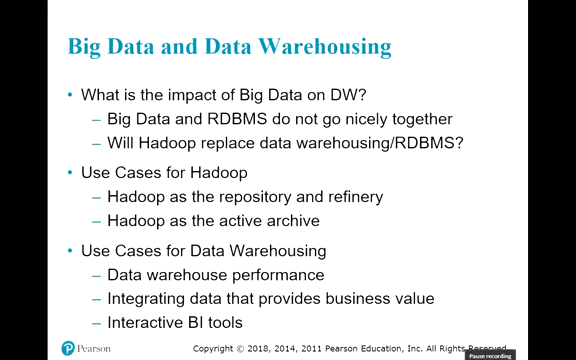 Big Data and Data Warehousing
• What is the impact of Big Data on DW?
– Big Data and RDBMS do not go nicely together
– Will Hadoop replace data warehousing/RDBMS?
• Use Cases for Hadoop
– Hadoop as the repository and refinery
– Hadoop as the active archive
• Use Cases for Data Warehousing
– Data warehouse performance
– Integrating data that provides business value
– Interactive BI tools
Pearson
Copyright © 2018, 2014, 2011 Pearson Education, Inc. All Rights Reserved
Pause recording